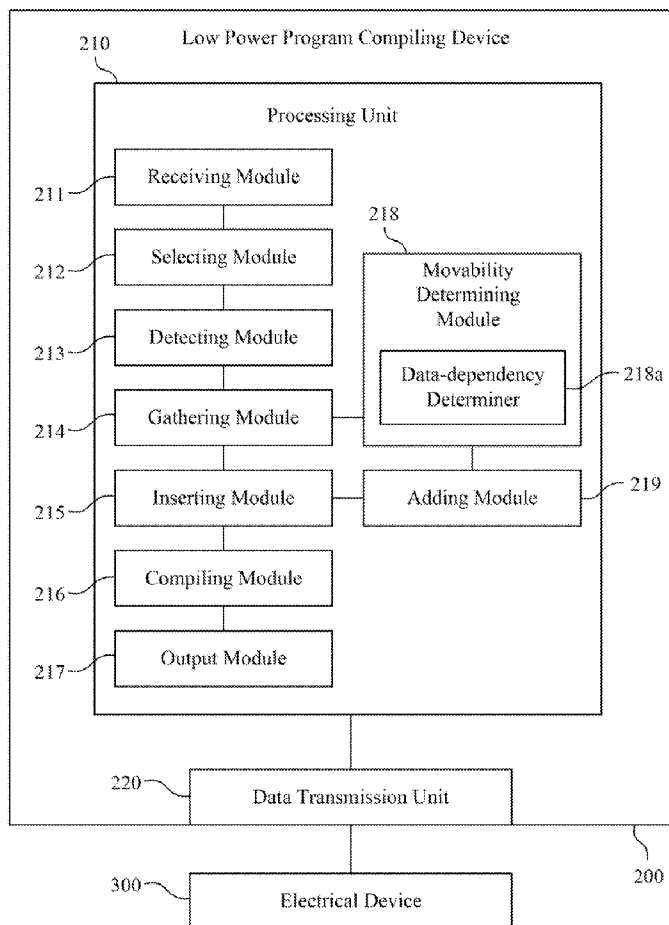 Low Power Program Compiling Device
210
Processing Unit
211
Receiving Module
212
Selecting Module
213
Detecting Module
214
Gathering Module
215
Inserting Module
216
Compiling Module
217
Output Module
218
Movability
Determining
Module
Data-dependency
Determiner
218a
Adding Module
219
220
Data Transmission Unit
200
300
Electrical Device